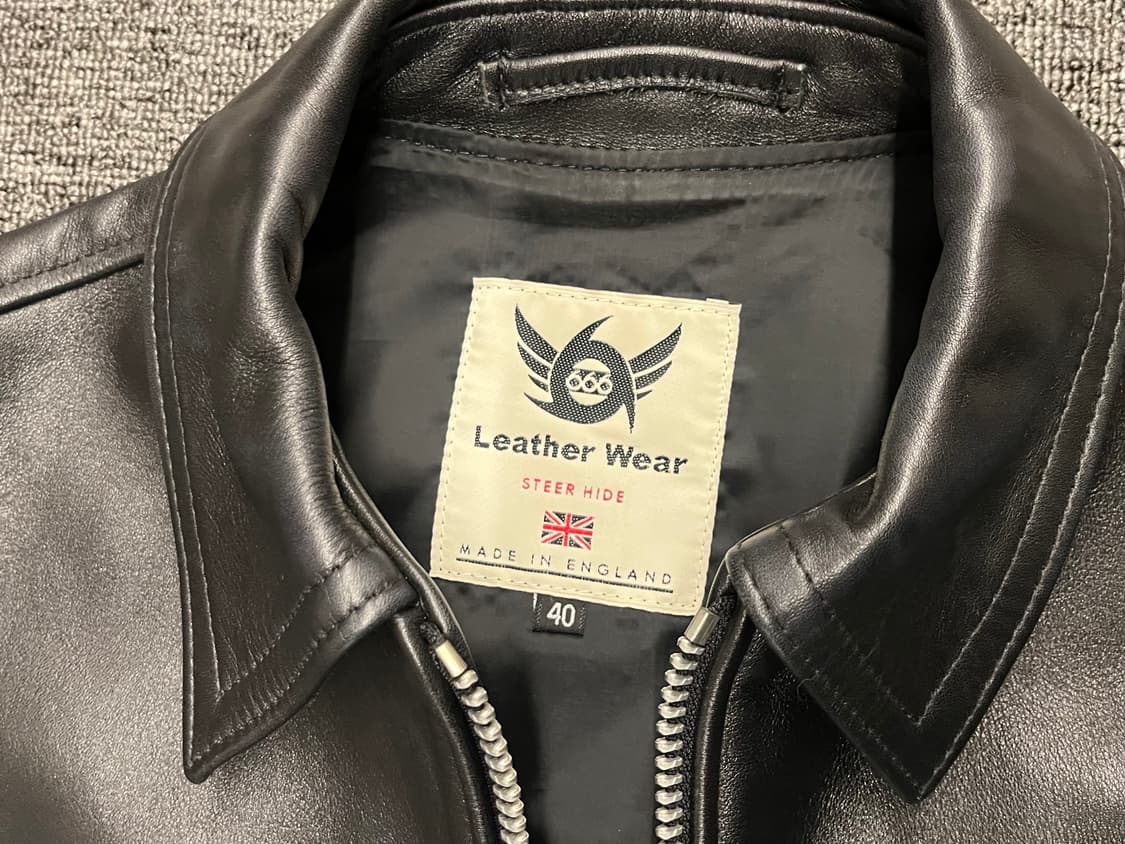 666
Leather Wear
STEER HIDE
MADE IN ENGLAND
40